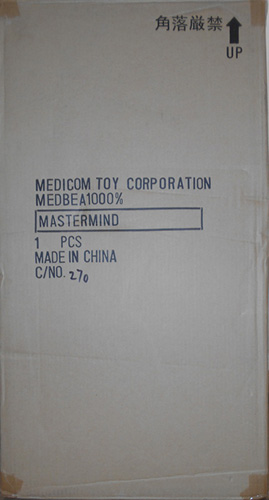 角落厳禁
UP
MEDICOM TOY CORPORATION
MEDBEA1000%
MASTERMIND
1 PCS
MADE IN CHINA
C/NO. 270